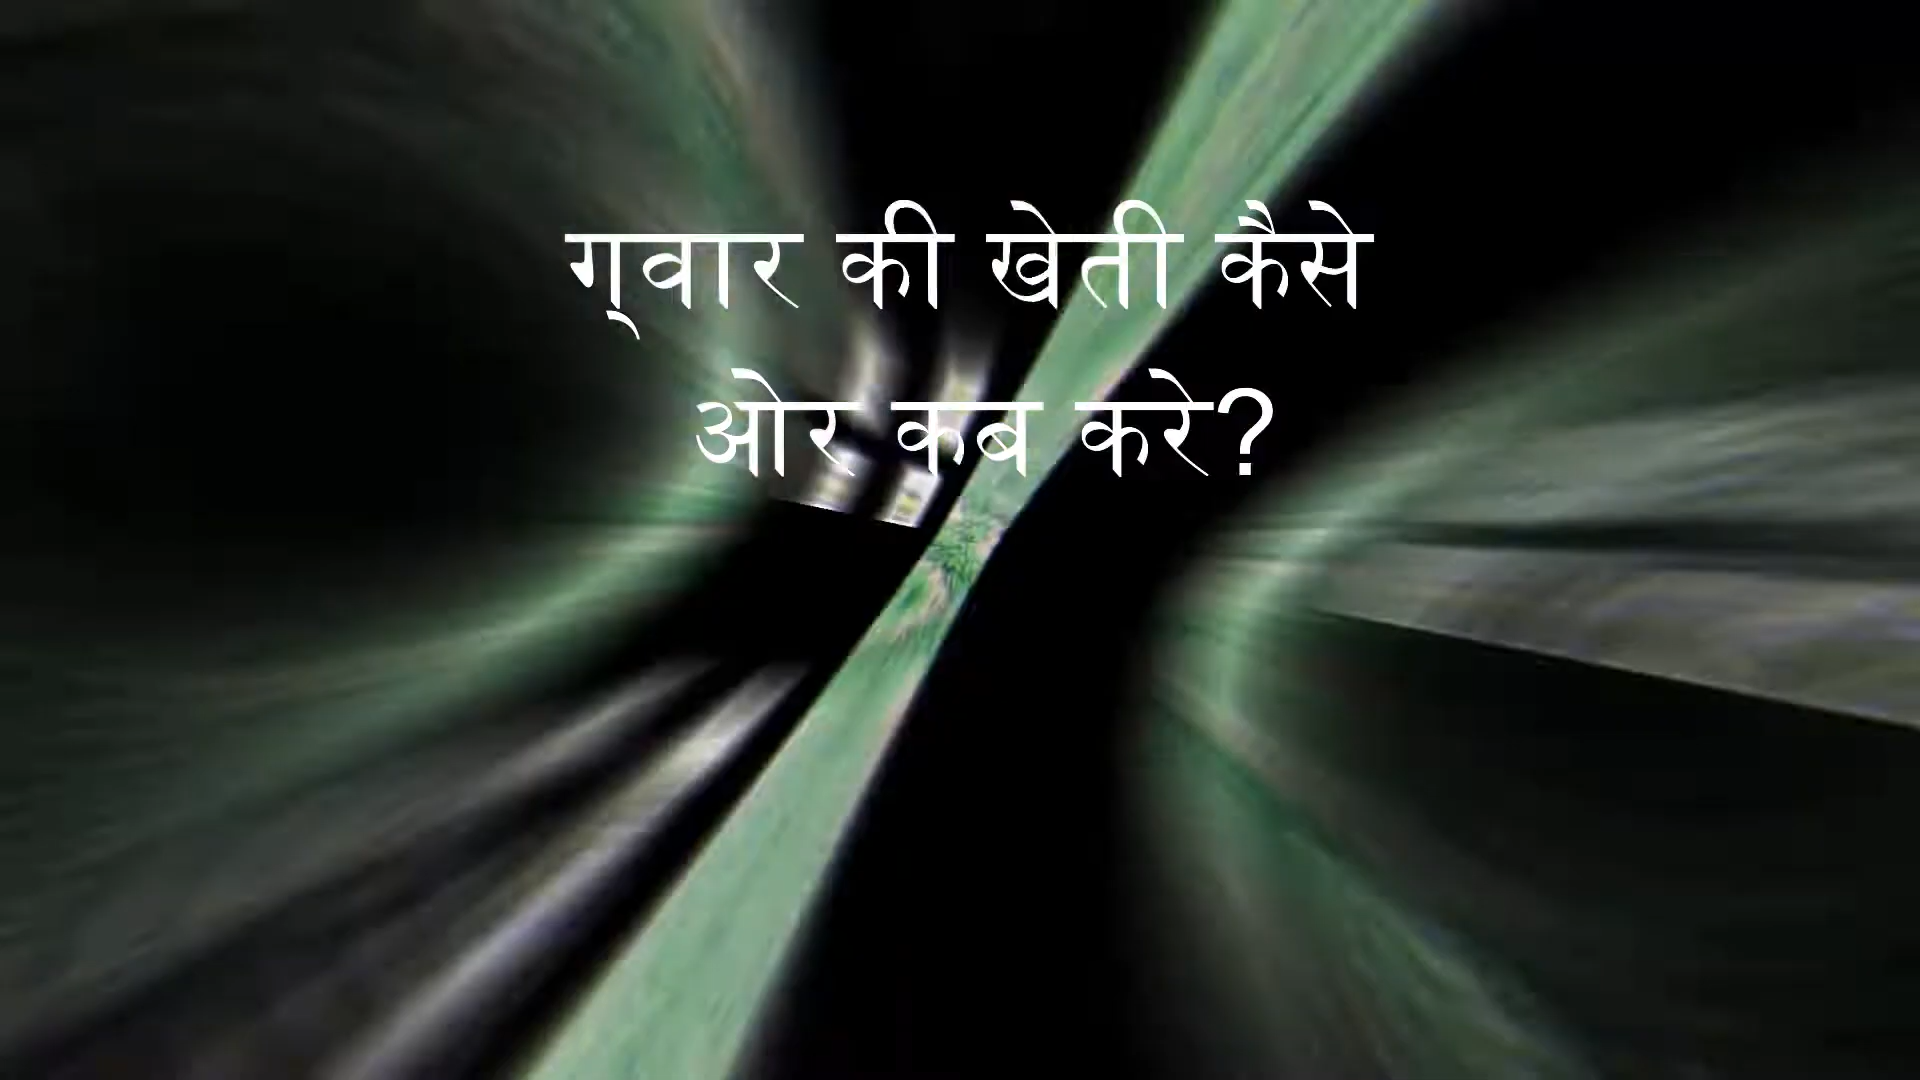 ग्‌वार की खेती कैसे
ओर कब करे?